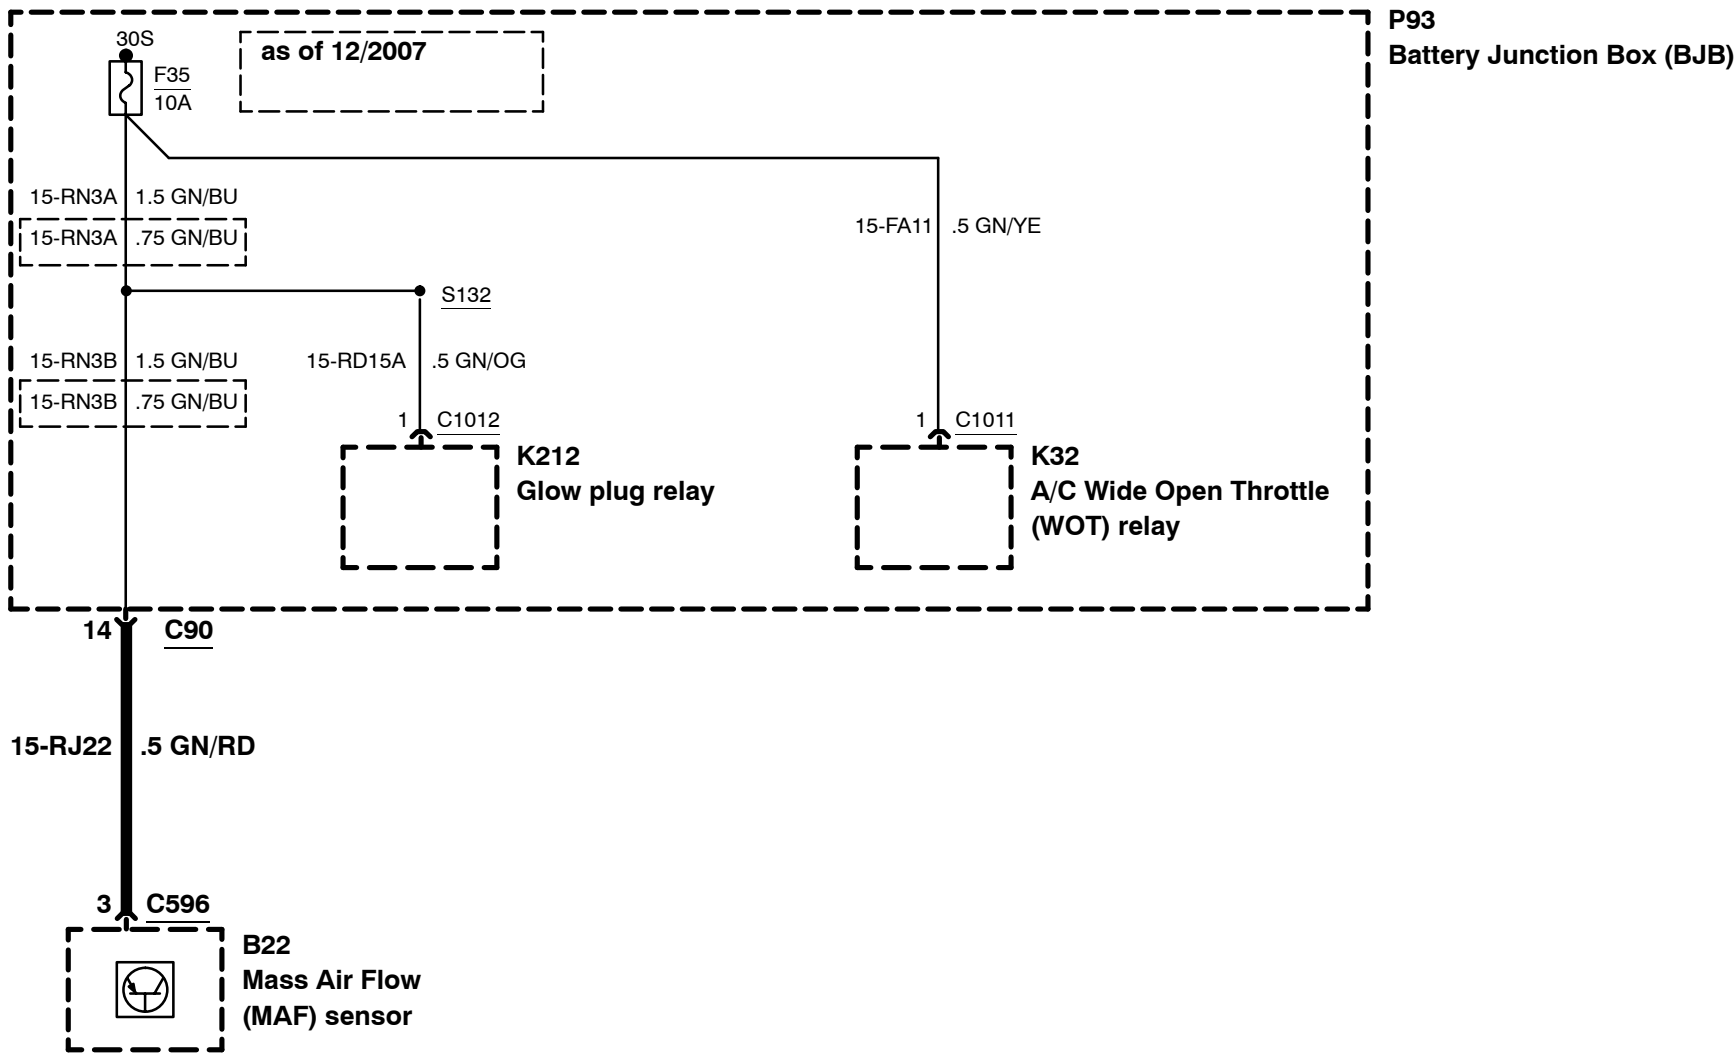 P93
Battery Junction Box (BJB)
30S
as of 12/2007
F35
10A
15-RN3A 1.5 GN/BU
15-RN3A .75 GN/BU
15-FA11 .5 GN/YE
S132
15-RN3B 1.5 GN/BU
15-RD15A .5 GN/OG
15-RN3B .75 GN/BU
1 C1012
1 C1011
K212
Glow plug relay
K32
A/C Wide Open Throttle
(WOT) relay
14 C90
15-RJ22 .5 GN/RD
3 C596
B22
Mass Air Flow
(MAF) sensor